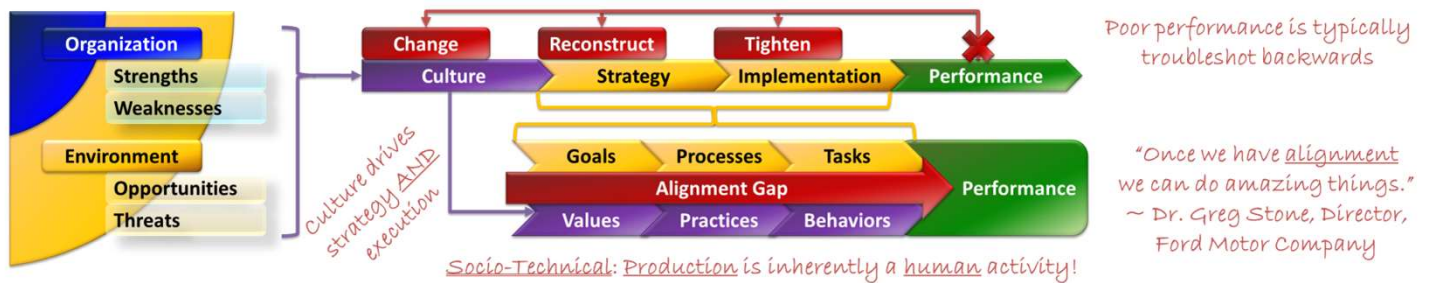 Organization
Strengths
Weaknesses
Environment
Opportunities
Threats
Change
Reconstruct
Tighten
Culture
Strategy
Implementation
Performance
Poor performance is typically
troubleshot backwards
Culture drives
strategy AND
execution
Goals
Processes
Tasks
Alignment Gap
Performance
Values
Practices
Behaviors
"Once we have alignment
we can do amazing things."
~ Dr. Greg Stone, Director,
Ford Motor Company
Socio-Technical: Production is inherently a human activity!